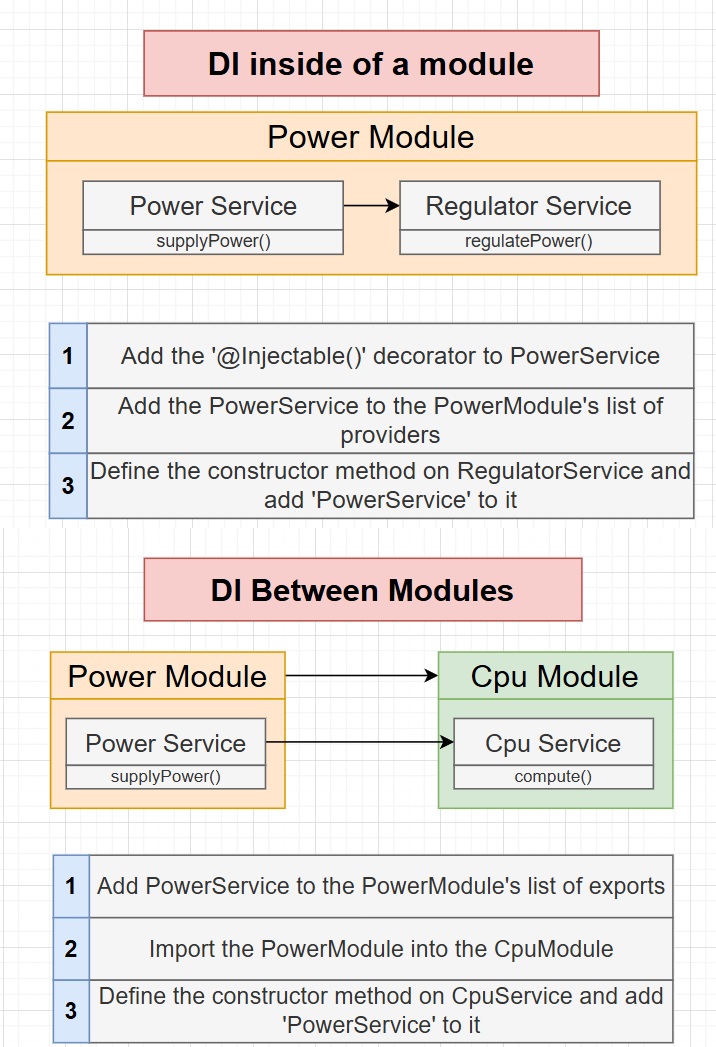 DI inside of a module
Power Module
Power Service
supplyPower()
Regulator Service
regulatePower()
1
Add the '@Injectable()' decorator to PowerService
2
Add the PowerService to the PowerModule's list of
providers
3
Define the constructor method on RegulatorService and
add 'PowerService' to it
DI Between Modules
Power Module
Power Service
supplyPower()
Cpu Module
Cpu Service
compute()
1
Add PowerService to the PowerModule's list of exports
2
Import the PowerModule into the CpuModule
3
Define the constructor method on CpuService and add
'PowerService' to it